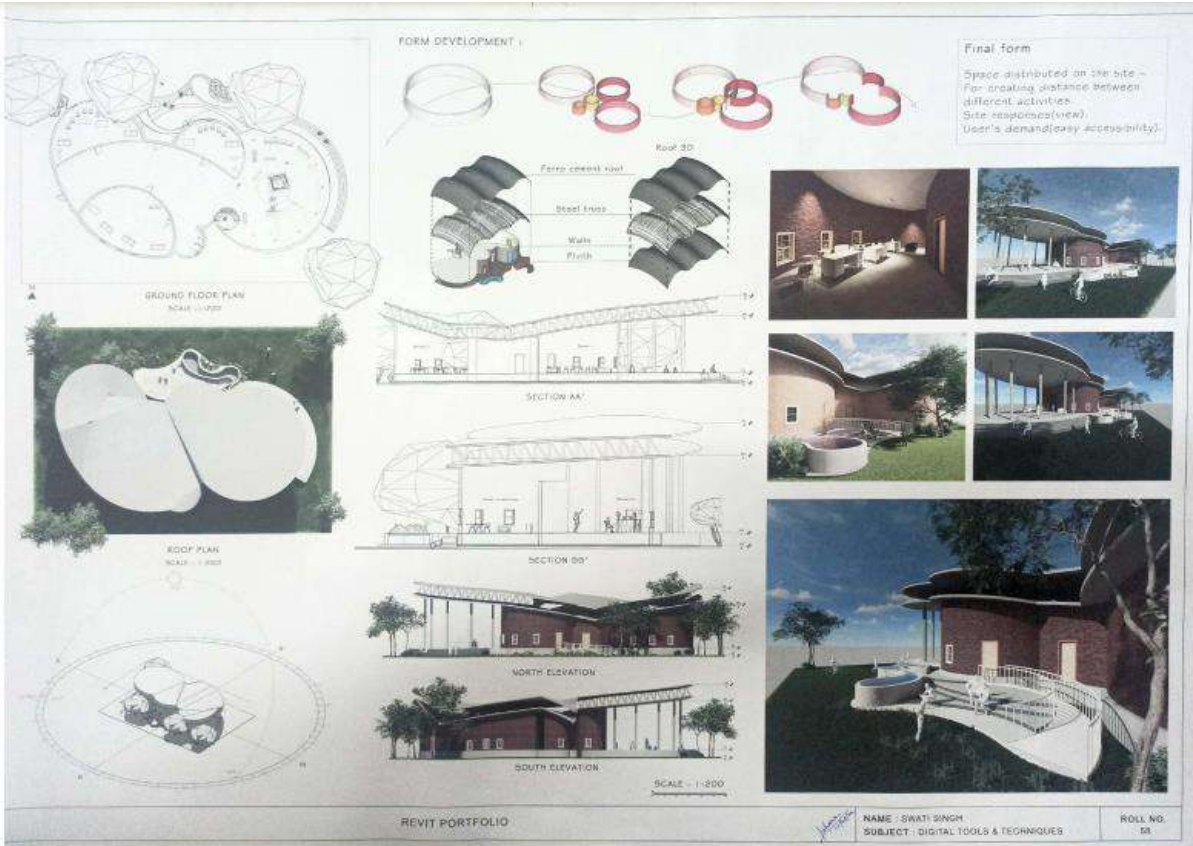 FORM DEVELOPMENT :
Final form
Space distributed on the site -
For creating distance between
different activities.
Site responses(view).
User's demand(easy accessibility).
Roof 3D
Ferro cement roof
Steel truss
Walls
Plinth
N
GROUND FLOOR PLAN
SCALE -1:200
SECTION AA'
ROOF PLAN
SCALE - 1:200
SECTION BB'
NORTH ELEVATION
SOUTH ELEVATION
SCALE - 1:200
REVIT PORTFOLIO
NAME : SWATI SINGH
SUBJECT : DIGITAL TOOLS & TECHNIQUES
ROLL NO.
58